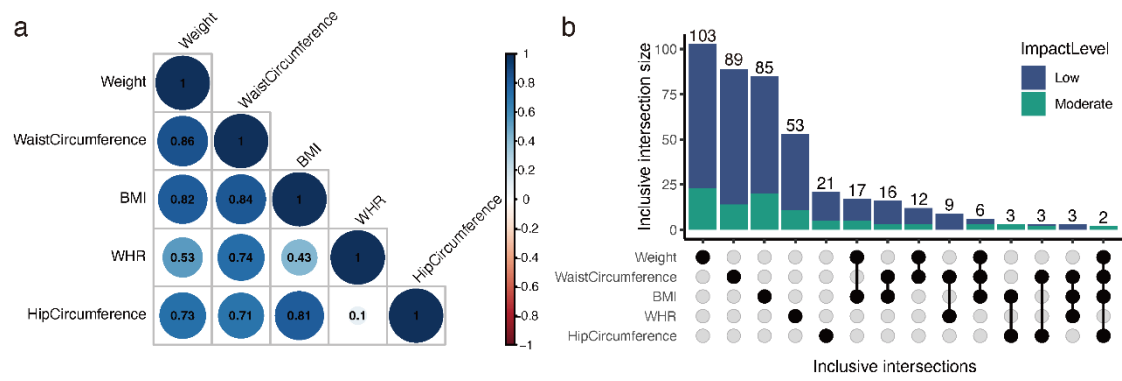 a
Weight
WaistCircumference
BMI
WHR
HipCircumference
Weight
1
WaistCircumference
0.86
1
BMI
0.82
0.84
1
WHR
0.53
0.74
0.43
1
HipCircumference
0.73
0.71
0.81
0.1
1
1
0.8
0.6
0.4
0.2
0
-0.2
-0.4
-0.6
-0.8
-1
b
Inclusive intersection size
100
75
50
25
0
103
89
85
53
21
17
16
12
9
6
3
3
3
2
ImpactLevel
Low
Moderate
Weight
WaistCircumference
BMI
WHR
HipCircumference
Inclusive intersections